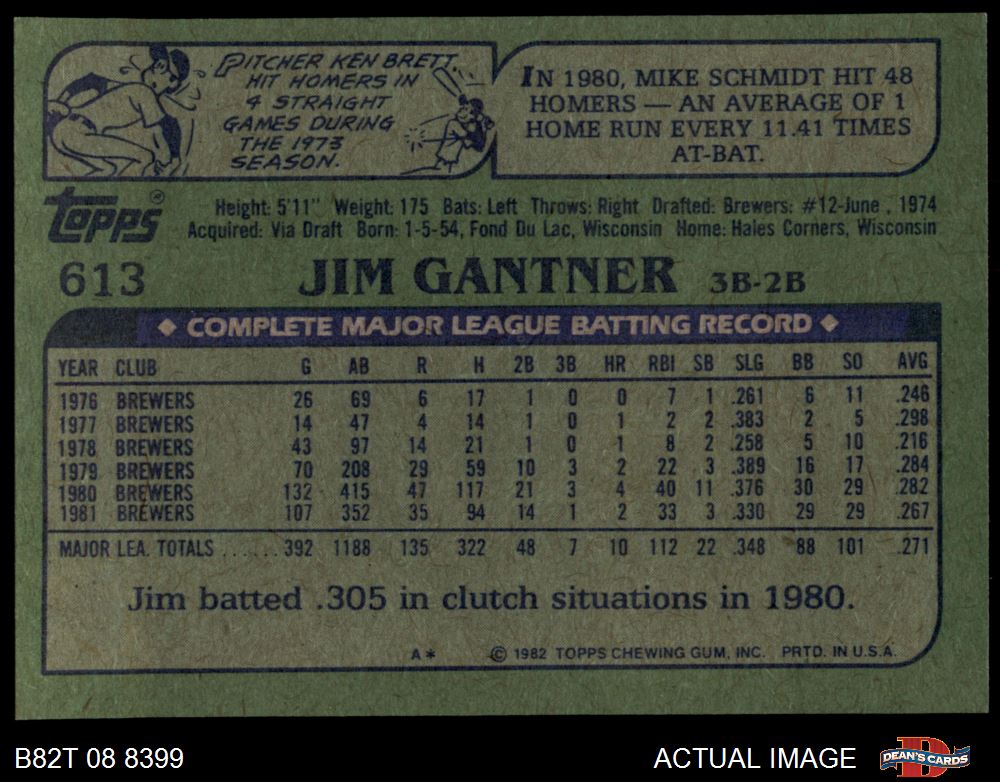 PITCHER KEN BRETT
HIT HOMERS IN
4 STRAIGHT
GAMES DURING
THE 1973
SEASON.
IN 1980, MIKE SCHMIDT HIT 48
HOMERS — AN AVERAGE OF 1
HOME RUN EVERY 11.41 TIMES
AT-BAT.
TOPPS®
Height: 5'11" Weight: 175 Bats: Left Throws: Right Drafted: Brewers: #12-June, 1974
Acquired: Via Draft Born: 1-5-54, Fond Du Lac, Wisconsin Home: Hales Corners, Wisconsin
613 JIM GANTNER 3B-2B
◆ COMPLETE MAJOR LEAGUE BATTING RECORD ◆
YEAR CLUB G AB R H 2B 3B HR RBI SB SLG BB SO AVG
1976 BREWERS 26 69 6 17 1 0 0 7 1 .261 6 11 .246
1977 BREWERS 14 47 4 14 1 0 1 2 2 .383 2 5 .298
1978 BREWERS 43 97 14 21 1 0 1 8 2 .258 5 10 .216
1979 BREWERS 70 208 29 59 10 3 2 22 3 .389 16 17 .284
1980 BREWERS 132 415 47 117 21 3 4 40 11 .376 30 29 .282
1981 BREWERS 107 352 35 94 14 1 2 33 3 .330 29 29 .267
MAJOR LEA. TOTALS ......392 1188 135 322 48 7 10 112 22 .348 88 101 .271
Jim batted .305 in clutch situations in 1980.
A* © 1982 TOPPS CHEWING GUM, INC. PRTD. IN U.S.A.
B82T 08 8399 ACTUAL IMAGE DEAN'S CARDS